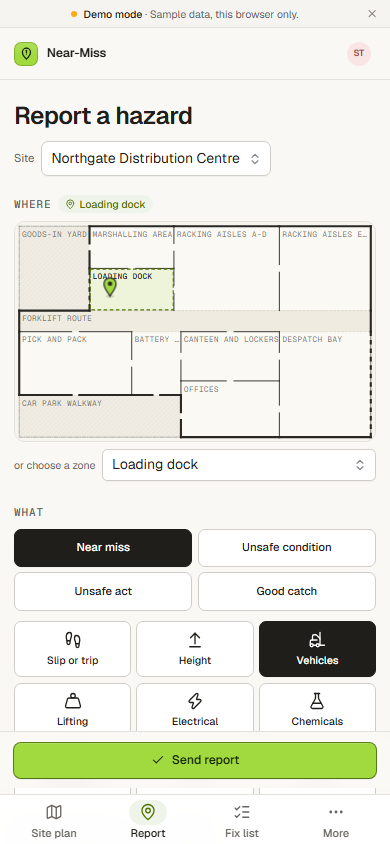 Demo mode · Sample data, this browser only.
Near-Miss
ST
Report a hazard
Site
Northgate Distribution Centre
WHERE
Loading dock
GOODS-IN YARD
MARSHALLING AREA
RACKING AISLES A-D
RACKING AISLES E…
LOADING DOCK
FORKLIFT ROUTE
PICK AND PACK
BATTERY …
CANTEEN AND LOCKERS
DESPATCH BAY
OFFICES
CAR PARK WALKWAY
or choose a zone
Loading dock
WHAT
Near miss
Unsafe condition
Unsafe act
Good catch
Slip or trip
Height
Vehicles
Lifting
Electrical
Chemicals
Send report
Site plan
Report
Fix list
More